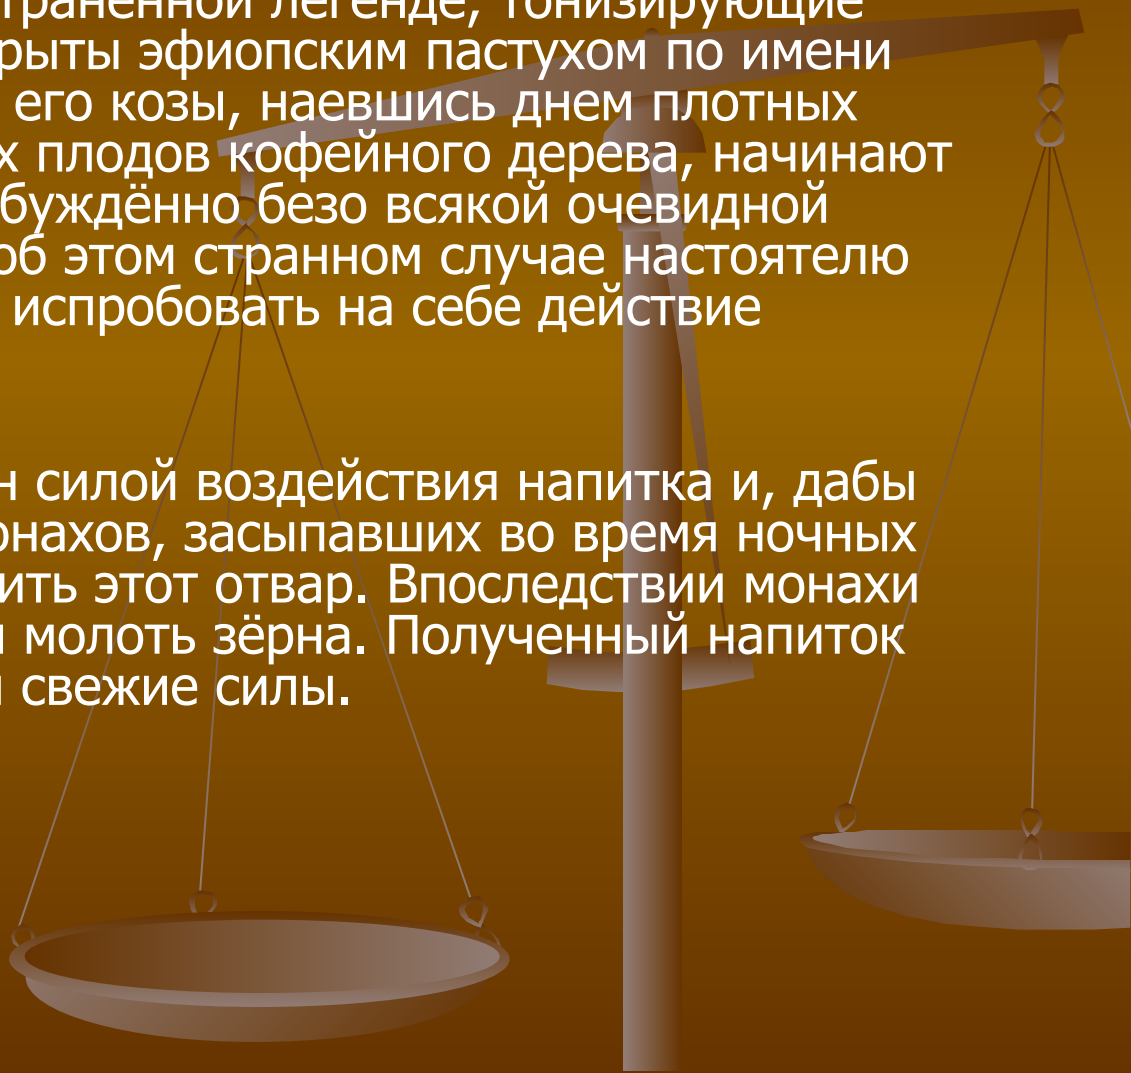 траненной легенде, тонизирующие
рыты эфиопским пастухом по имени
его козы, наевшись днем плотных
х плодов кофейного дерева, начинают
буждённо безо всякой очевидной
об этом странном случае настоятелю
испробовать на себе действие
н силой воздействия напитка и, дабы
онахов, засыпавших во время ночных
ить этот отвар. Впоследствии монахи
и молоть зёрна. Полученный напиток
и свежие силы.